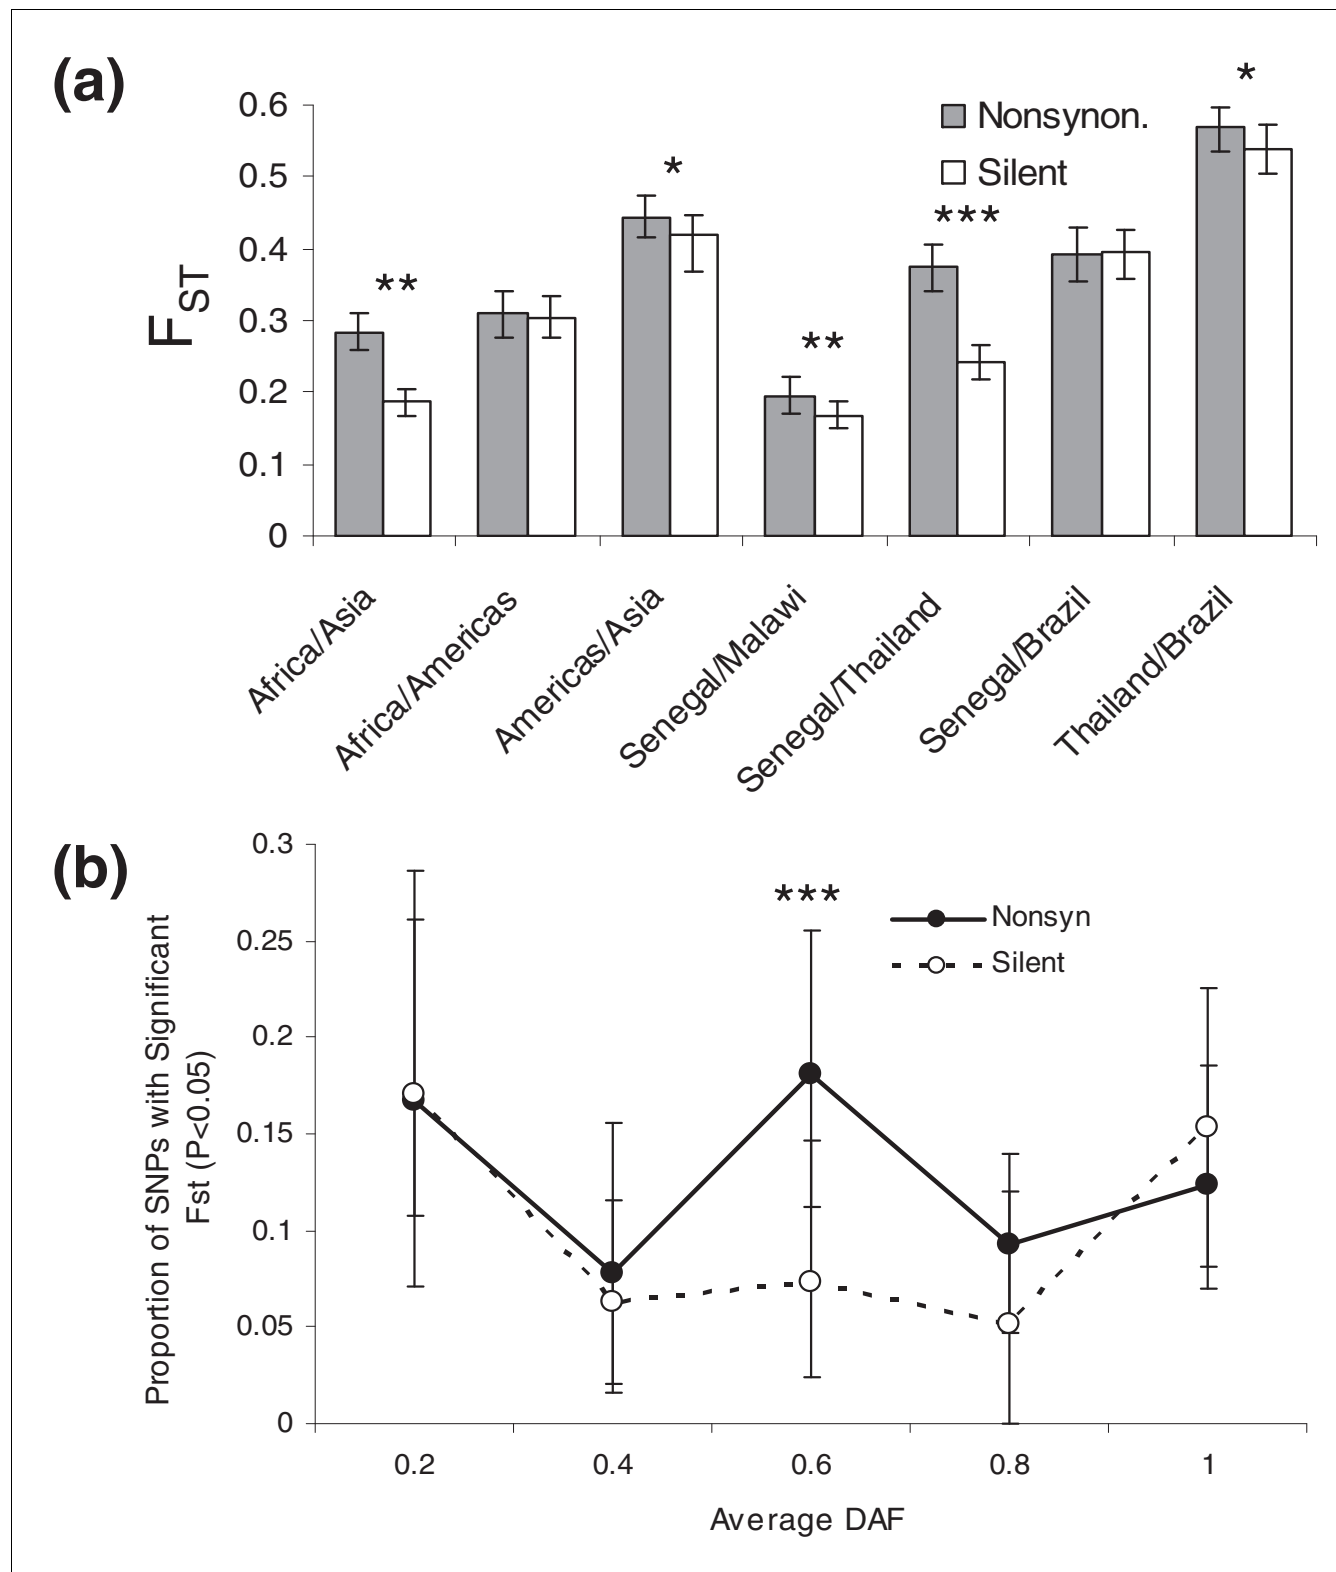 (a)
0.6
0.5
0.4
0.3
0.2
0.1
0
FST
Nonsynon.
Silent
**
*
**
***
*
Africa/Asia
Africa/Americas
Americas/Asia
Senegal/Malawi
Senegal/Thailand
Senegal/Brazil
Thailand/Brazil
(b)
0.3
0.25
0.2
0.15
0.1
0.05
0
Proportion of SNPs with Significant
Fst (P<0.05)
***
Nonsyn
Silent
0.2 0.4 0.6 0.8 1
Average DAF